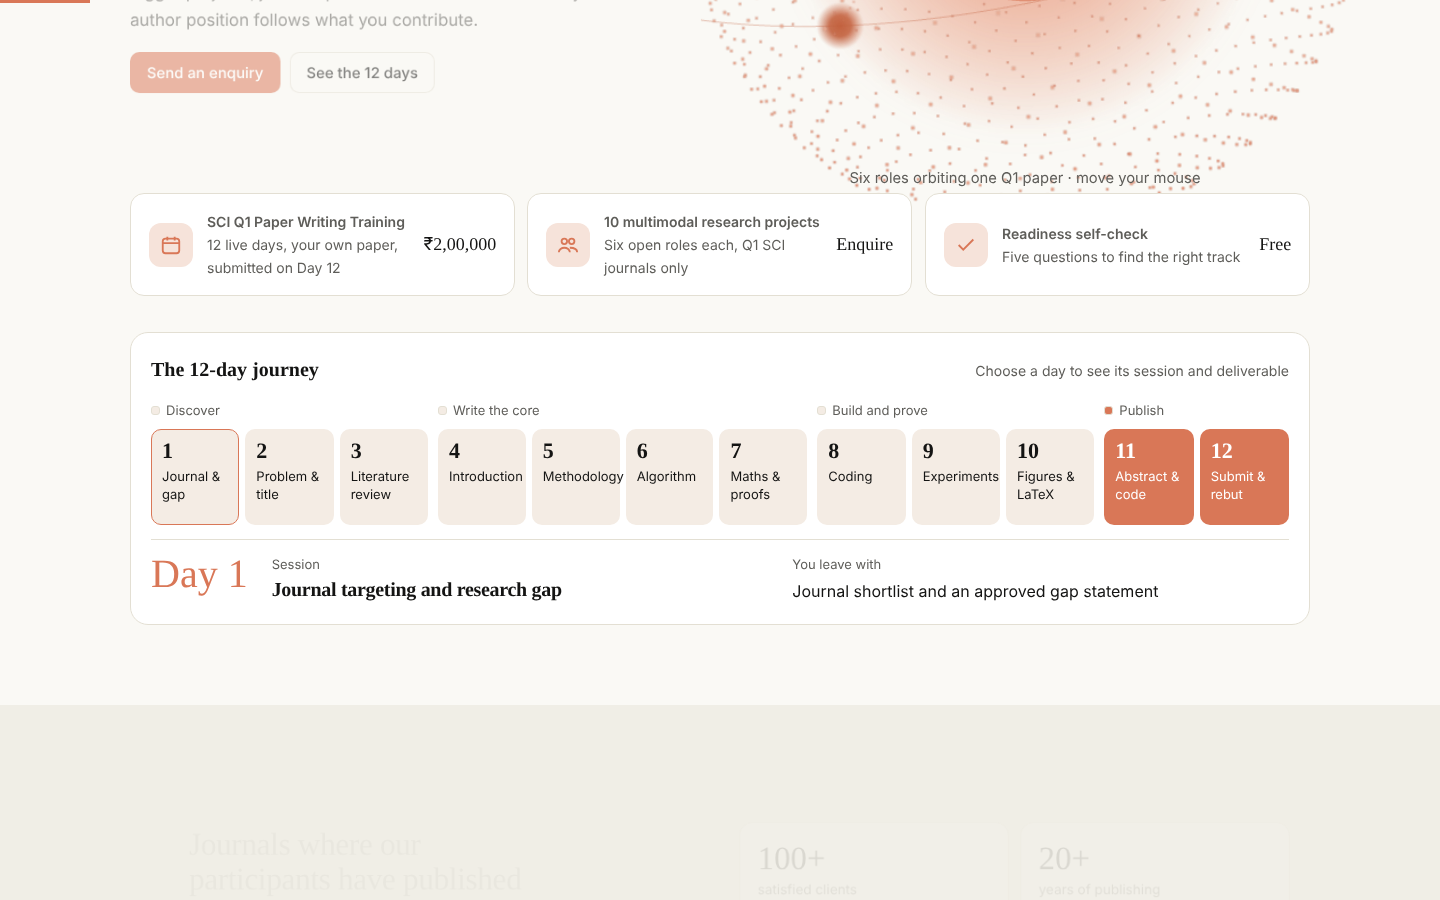 author position follows what you contribute.
Send an enquiry
See the 12 days
Six roles orbiting one Q1 paper · move your mouse
SCI Q1 Paper Writing Training
12 live days, your own paper,
submitted on Day 12
₹2,00,000
10 multimodal research projects
Six open roles each, Q1 SCI
journals only
Enquire
Readiness self-check
Five questions to find the right track
Free
The 12-day journey
Choose a day to see its session and deliverable
Discover
Write the core
Build and prove
Publish
1
Journal &
gap
2
Problem &
title
3
Literature
review
4
Introduction
5
Methodology
6
Algorithm
7
Maths &
proofs
8
Coding
9
Experiments
10
Figures &
LaTeX
11
Abstract &
code
12
Submit &
rebut
Day 1
Session
Journal targeting and research gap
You leave with
Journal shortlist and an approved gap statement
Journals where our
participants have published
100+
satisfied clients
20+
years of publishing